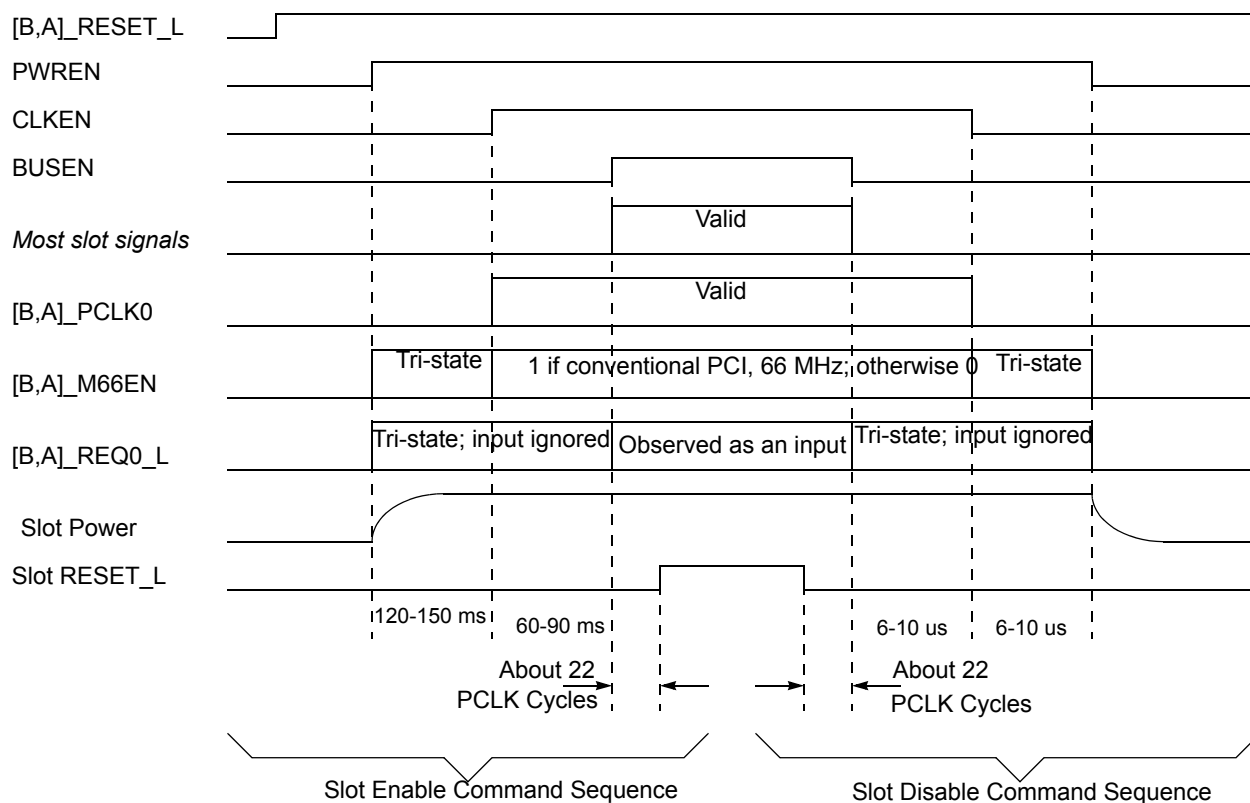 [B,A]_RESET_L
PWREN
CLKEN
BUSEN
Most slot signals
Valid
[B,A]_PCLK0
Valid
[B,A]_M66EN
Tri-state
1 if conventional PCI, 66 MHz; otherwise 0
Tri-state
[B,A]_REQ0_L
Tri-state; input ignored
Observed as an input
Tri-state; input ignored
Slot Power
Slot RESET_L
120-150 ms
60-90 ms
6-10 us
6-10 us
About 22
PCLK Cycles
About 22
PCLK Cycles
Slot Enable Command Sequence
Slot Disable Command Sequence